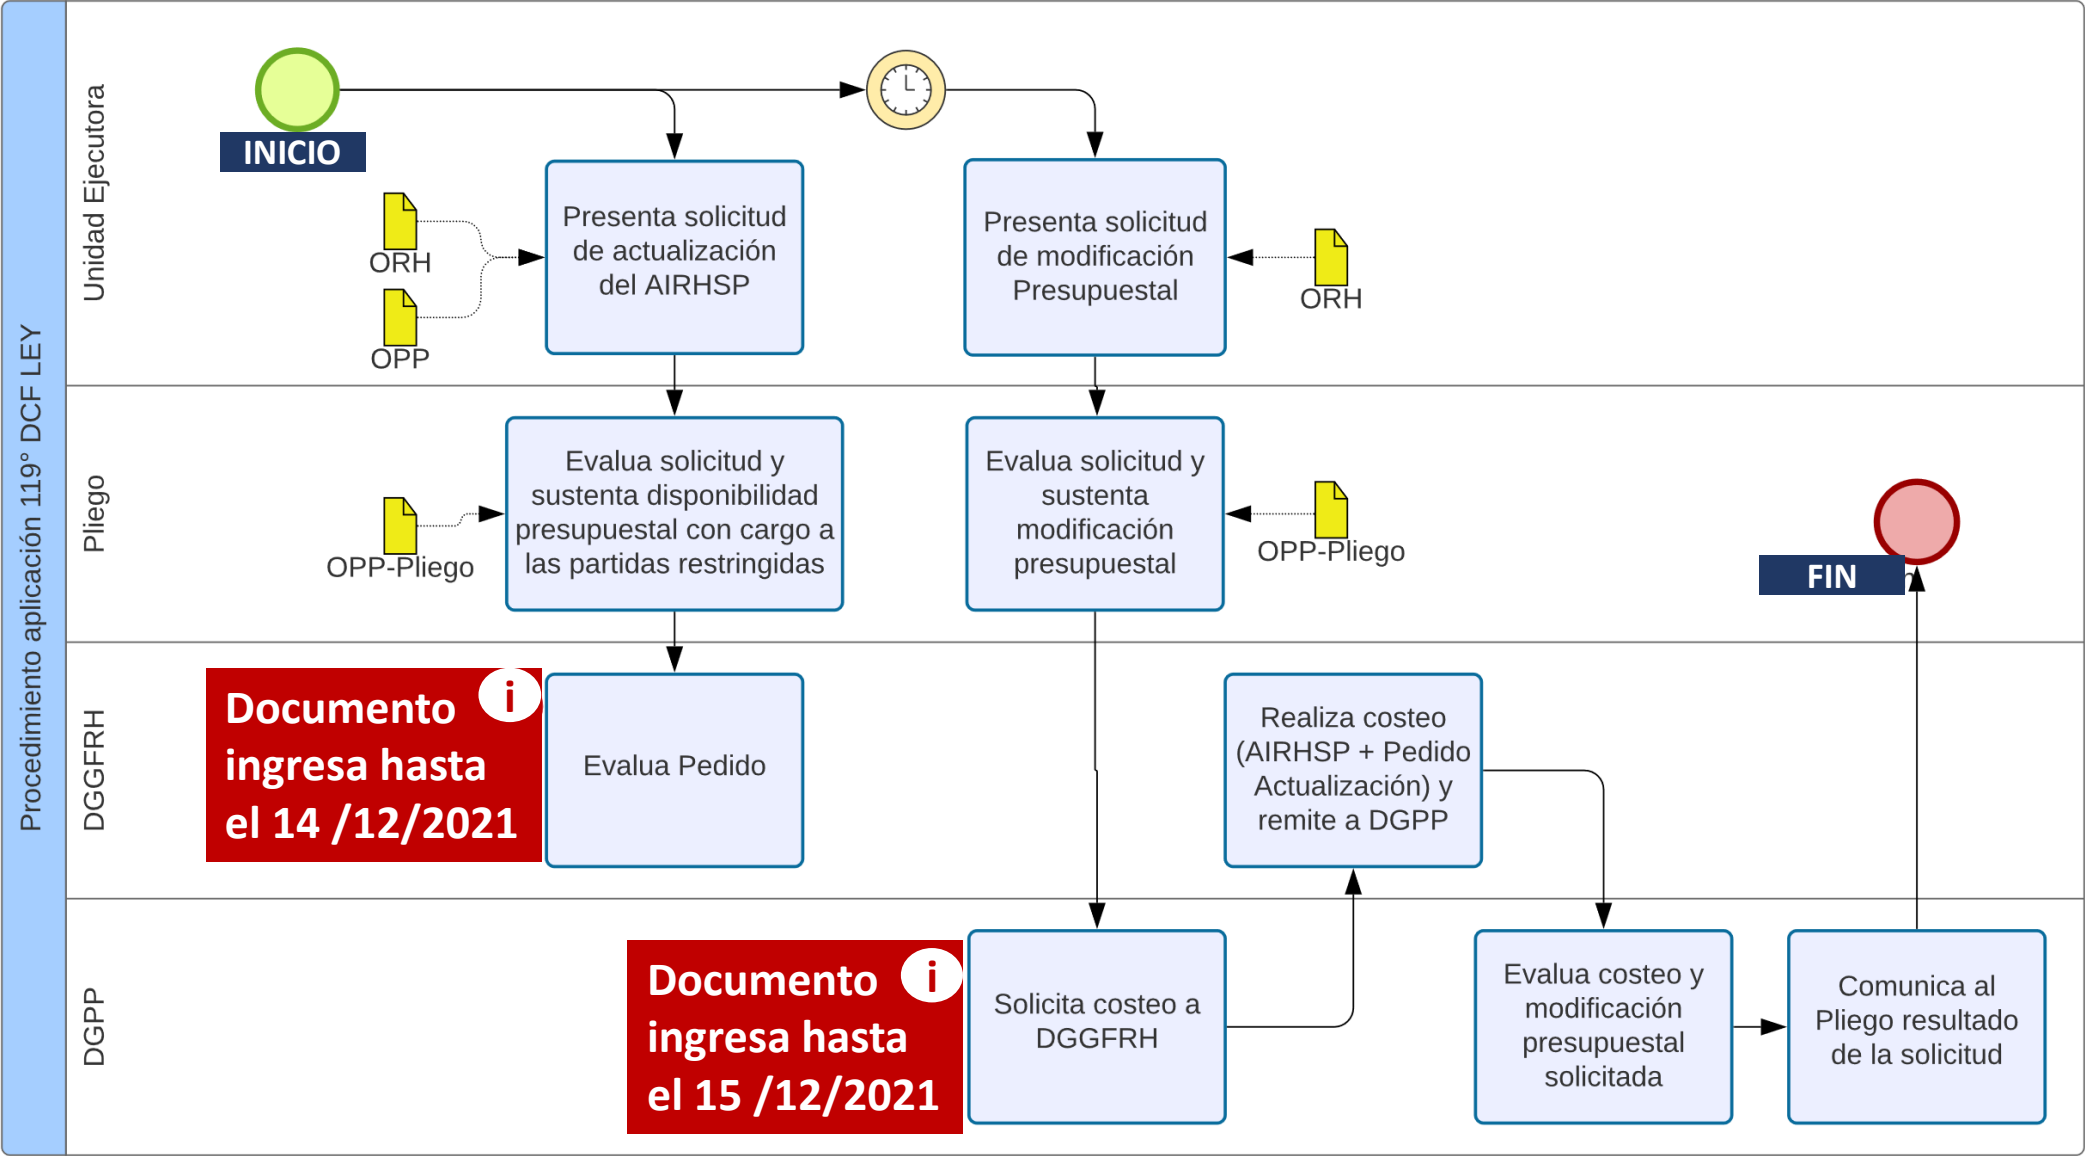 Procedimiento aplicación 119° DCF LEY
Unidad Ejecutora
INICIO
Presenta solicitud
de actualización
del AIRHSP
ORH
OPP
Presenta solicitud
de modificación
Presupuestal
ORH
Pliego
Evalua solicitud y
sustenta disponibilidad
presupuestal con cargo a
las partidas restringidas
OPP-Pliego
Evalua solicitud y
sustenta
modificación
presupuestal
OPP-Pliego
FIN
DGGFRH
Documento i
ingresa hasta
el 14 /12/2021
Evalua Pedido
Realiza costeo
(AIRHSP + Pedido
Actualización) y
remite a DGPP
DGPP
Documento i
ingresa hasta
el 15 /12/2021
Solicita costeo a
DGGFRH
Evalua costeo y
modificación
presupuestal
solicitada
Comunica al
Pliego resultado
de la solicitud